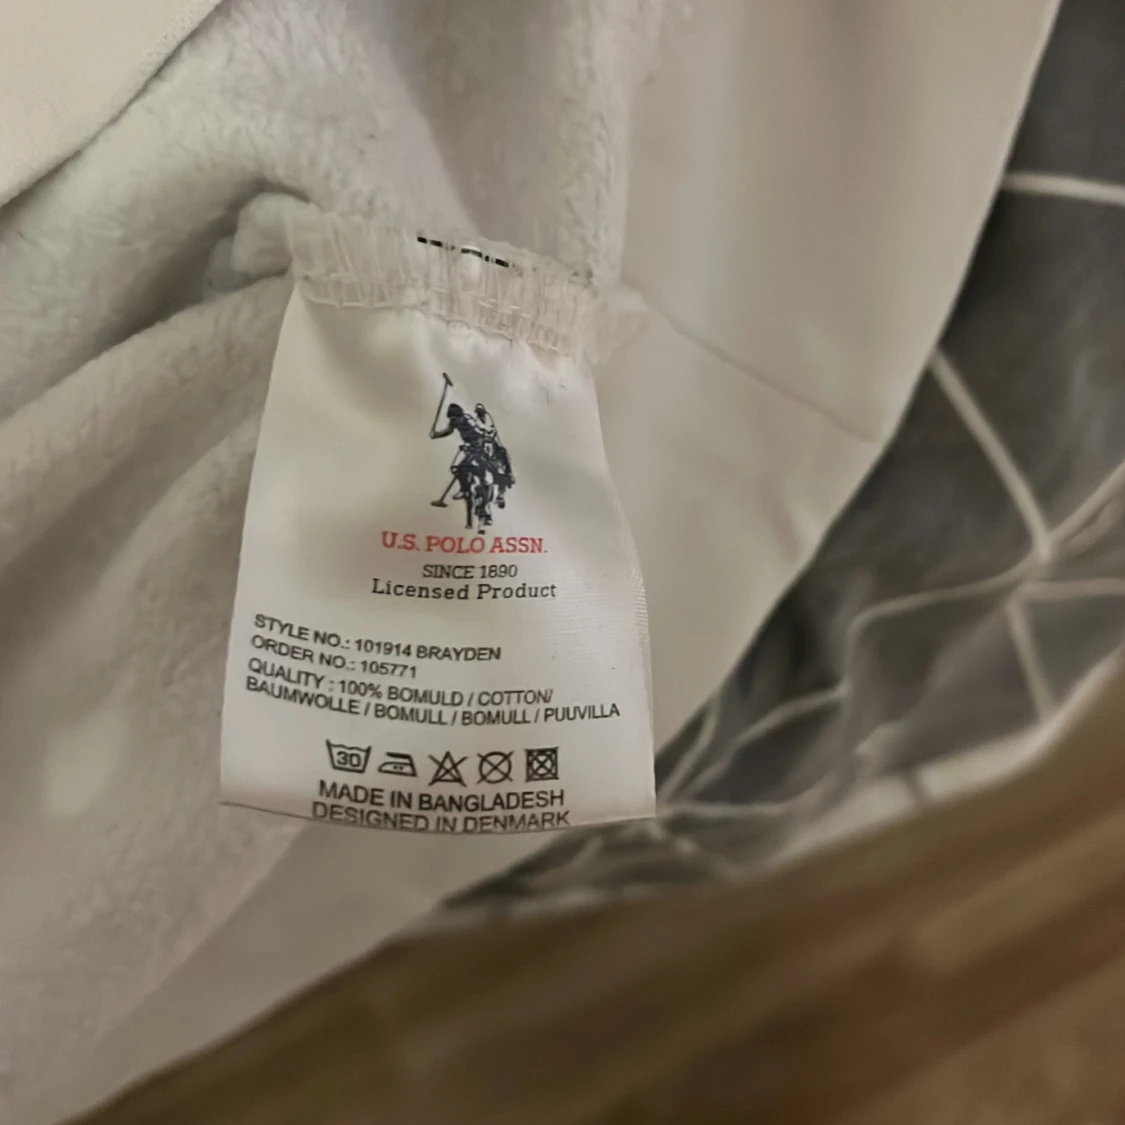 U.S. POLO ASSN.
SINCE 1890
Licensed Product
STYLE NO.: 101914 BRAYDEN
ORDER NO.: 105771
QUALITY : 100% BOMULD / COTTON/
BAUMWOLLE / BOMULL / BOMULL / PUUVILLA
30
MADE IN BANGLADESH
DESIGNED IN DENMARK